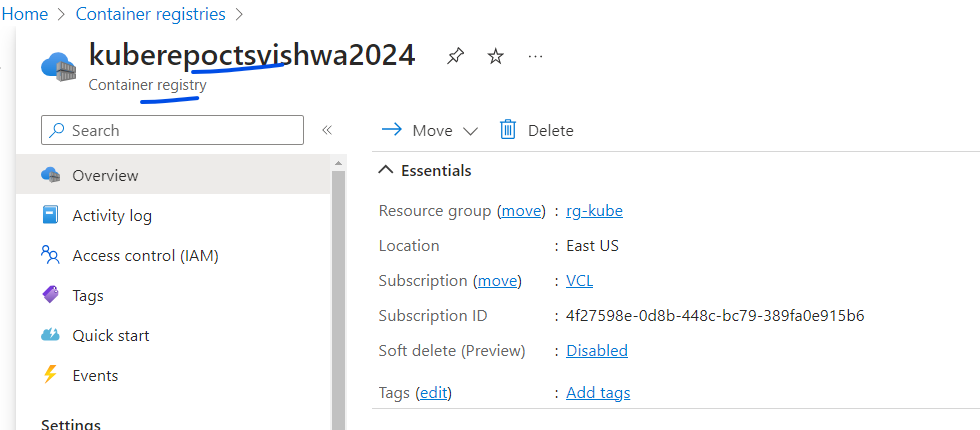 Home > Container registries >
kuberepoctsvishwa2024
Container registry
Search
«
Move
Delete
Overview
Activity log
Access control (IAM)
Tags
Quick start
Events
Settings
Essentials
Resource group (move) : rg-kube
Location : East US
Subscription (move) : VCL
Subscription ID : 4f27598e-0d8b-448c-bc79-389fa0e915b6
Soft delete (Preview) : Disabled
Tags (edit) : Add tags